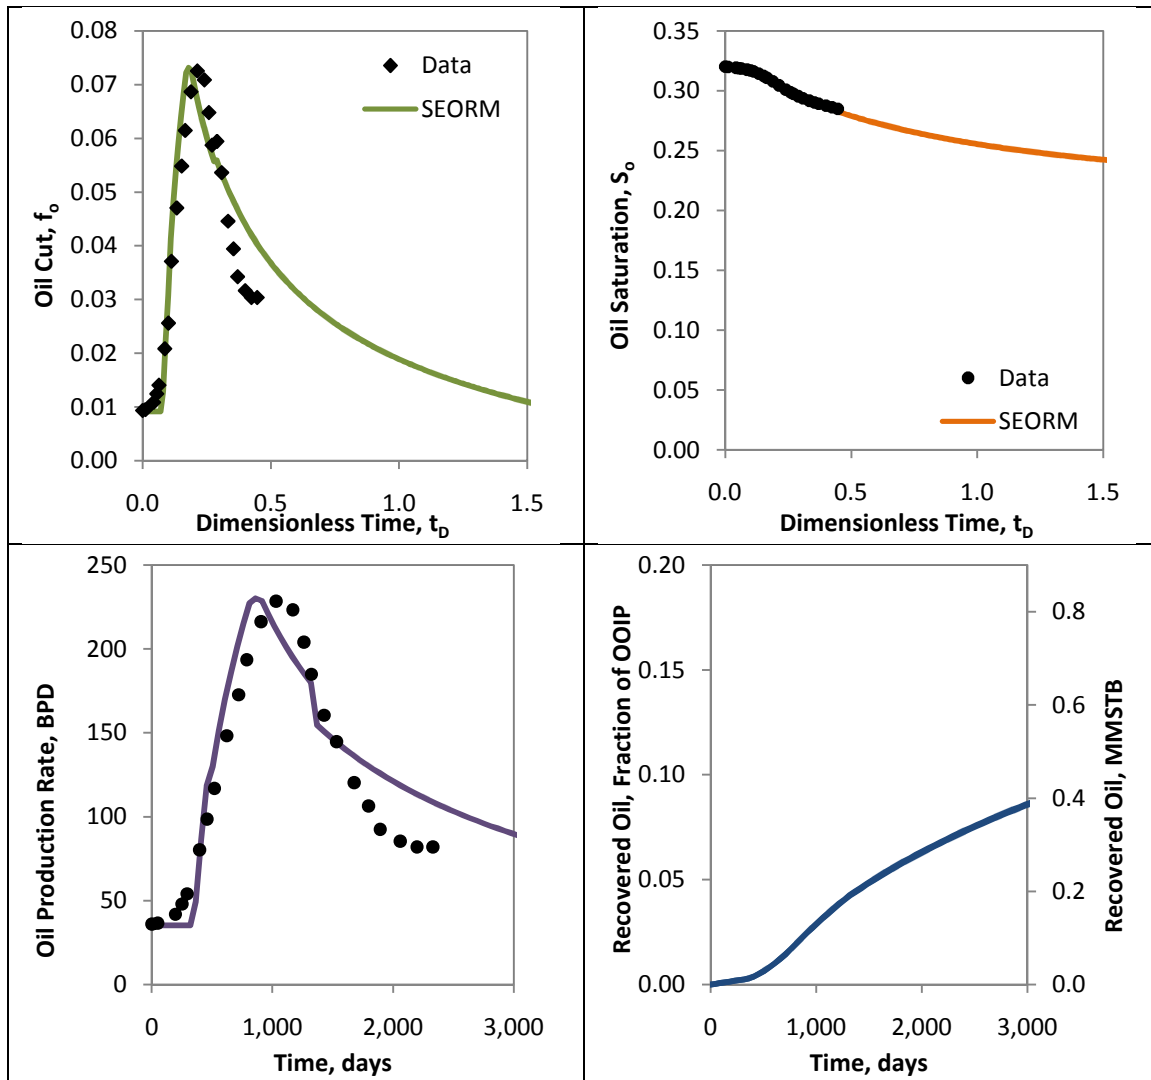 0.08
0.07
0.06
0.05
0.04
0.03
0.02
0.01
0.00
Oil Cut, fo
Data
SEORM
0.0 0.5 1.0 1.5
Dimensionless Time, tD
0.35
0.30
0.25
0.20
0.15
0.10
0.05
0.00
Oil Saturation, So
Data
SEORM
0.0 0.5 1.0 1.5
Dimensionless Time, tD
250
200
150
100
50
0
Oil Production Rate, BPD
0 1,000 2,000 3,000
Time, days
0.20
0.15
0.10
0.05
0.00
Recovered Oil, Fraction of OOIP
0.8
0.6
0.4
0.2
0.0
Recovered Oil, MMSTB
0 1,000 2,000 3,000
Time, days